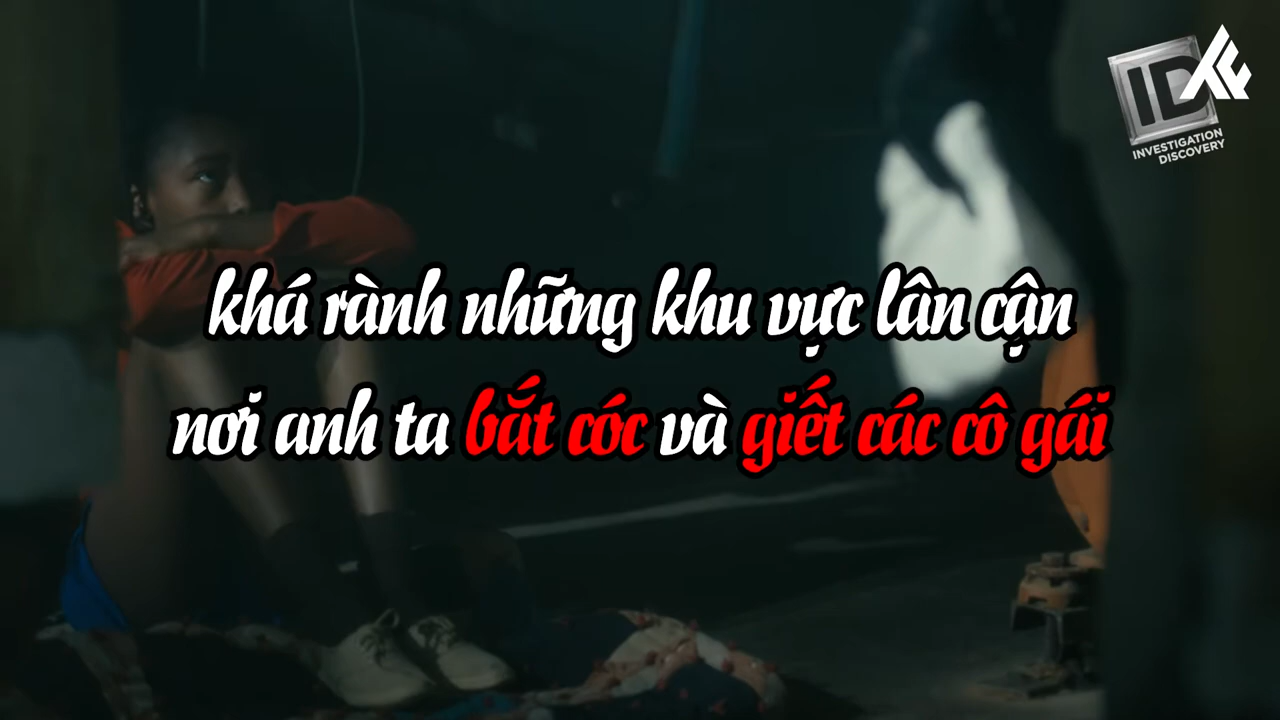 ID
INVESTIGATION
DISCOVERY
khá rành những khu vực lân cận
nơi anh ta bắt cóc và giết các cô gái